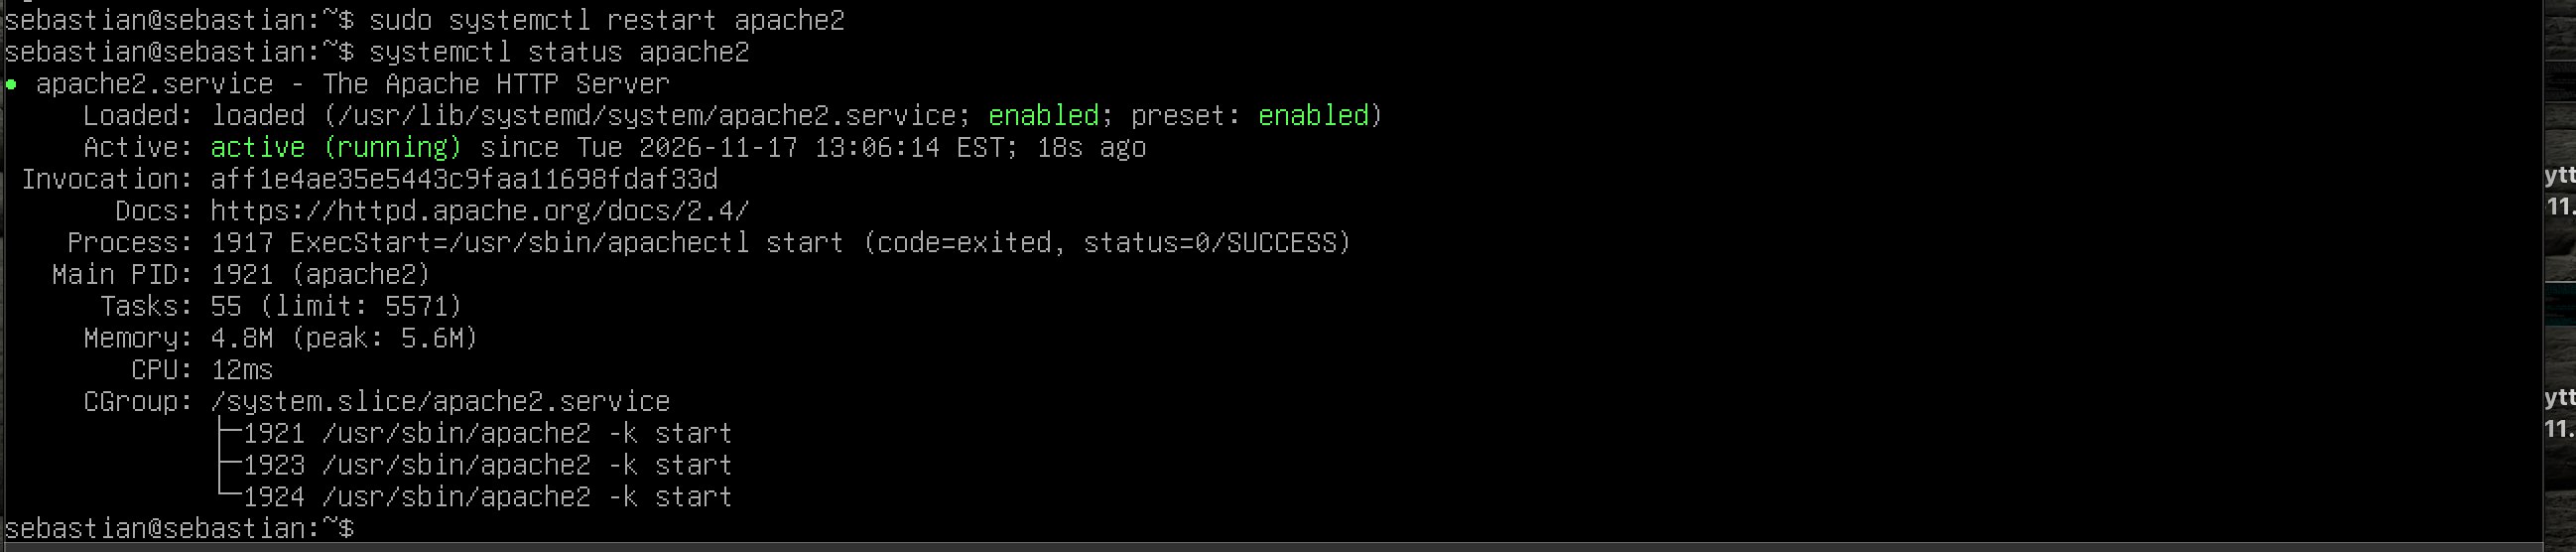 sebastian@sebastian:~$ sudo systemctl restart apache2
sebastian@sebastian:~$ systemctl status apache2
● apache2.service - The Apache HTTP Server
     Loaded: loaded (/usr/lib/systemd/system/apache2.service; enabled; preset: enabled)
     Active: active (running) since Tue 2026-11-17 13:06:14 EST; 18s ago
 Invocation: aff1e4ae35e5443c9faa11698fdaf33d
       Docs: https://httpd.apache.org/docs/2.4/
    Process: 1917 ExecStart=/usr/sbin/apachectl start (code=exited, status=0/SUCCESS)
   Main PID: 1921 (apache2)
      Tasks: 55 (limit: 5571)
     Memory: 4.8M (peak: 5.6M)
        CPU: 12ms
     CGroup: /system.slice/apache2.service
             ├─1921 /usr/sbin/apache2 -k start
             ├─1923 /usr/sbin/apache2 -k start
             └─1924 /usr/sbin/apache2 -k start
sebastian@sebastian:~$
ytt
11.
ytt
11.